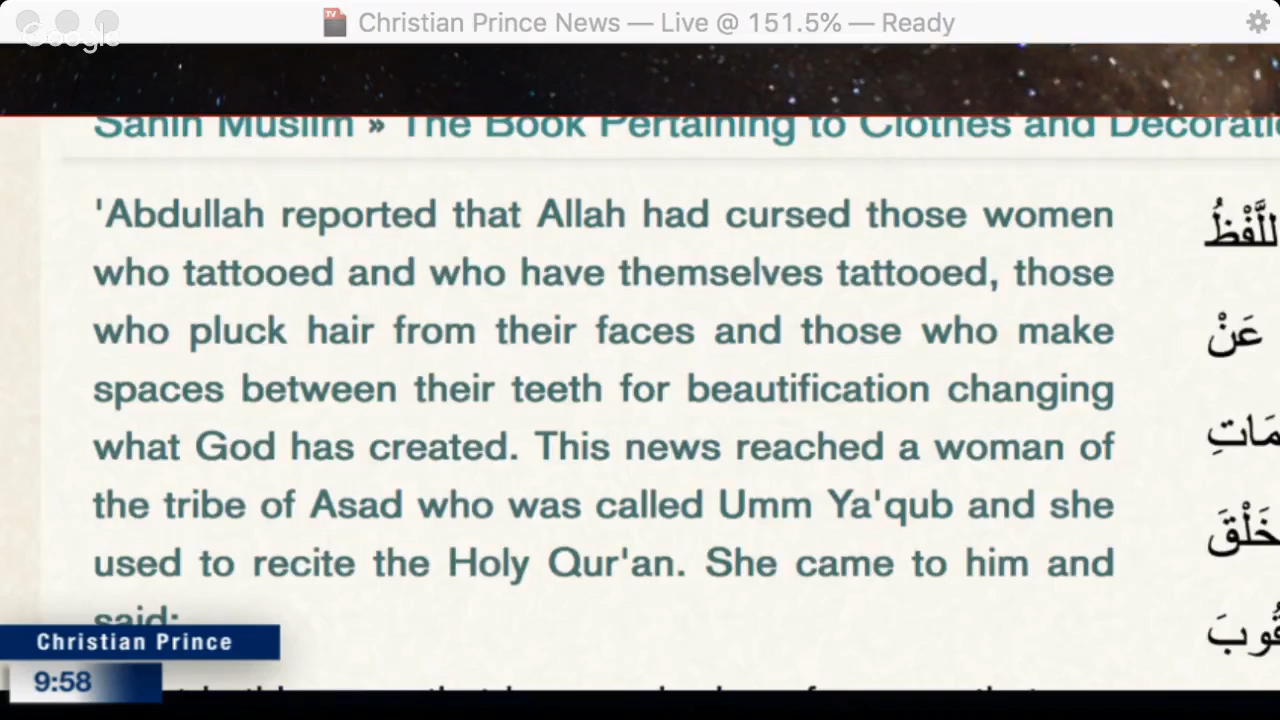 Google
TV
Christian Prince News — Live @ 151.5% — Ready
Sahih Muslim » The Book Pertaining to Clothes and
'Abdullah reported that Allah had cursed those women
who tattooed and who have themselves tattooed, those
who pluck hair from their faces and those who make
spaces between their teeth for beautification changing
what God has created. This news reached a woman of
the tribe of Asad who was called Umm Ya'qub and she
used to recite the Holy Qur'an. She came to him and
said:
عَنْ
Christian Prince
9:58